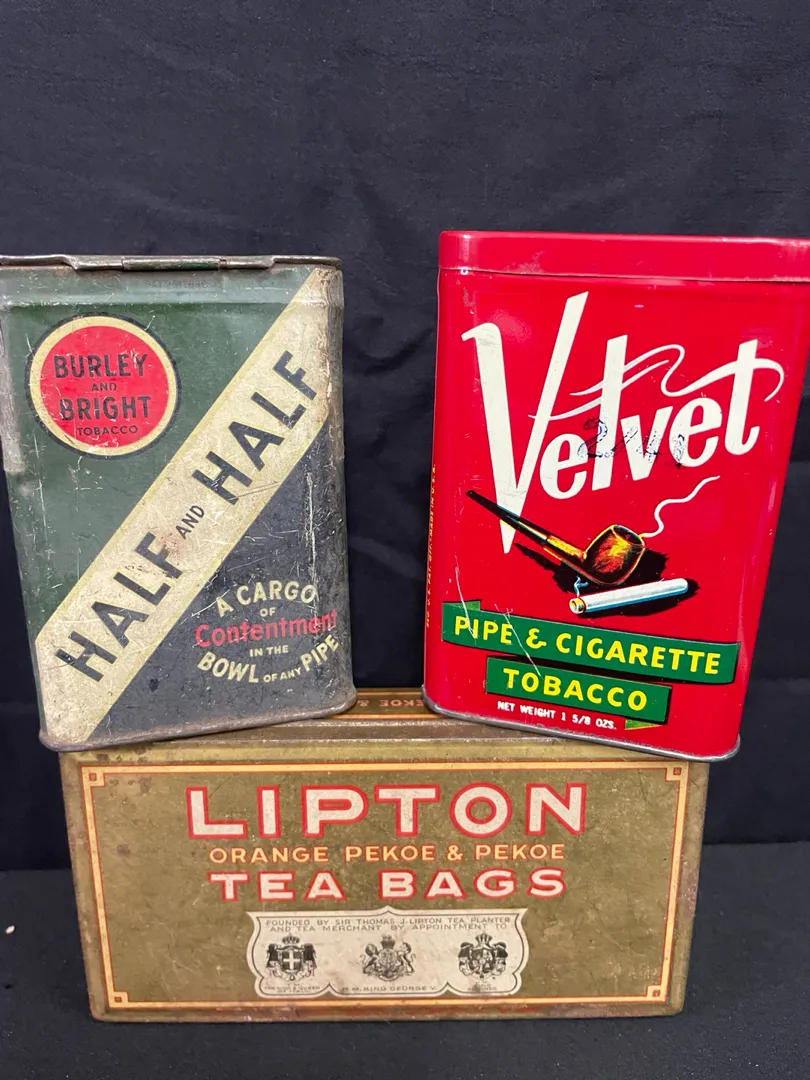 BURLEY
AND
BRIGHT
TOBACCO
HALF AND HALF
A CARGO
OF
Contentment
IN THE
BOWL OF ANY PIPE
Velvet
PIPE & CIGARETTE
TOBACCO
NET WEIGHT 1 5/8 OZS.
LIPTON
ORANGE PEKOE & PEKOE
TEA BAGS
FOUNDED BY SIR THOMAS J. LIPTON TEA PLANTER
AND TEA MERCHANT BY APPOINTMENT TO
H.M. KING GEORGE V.